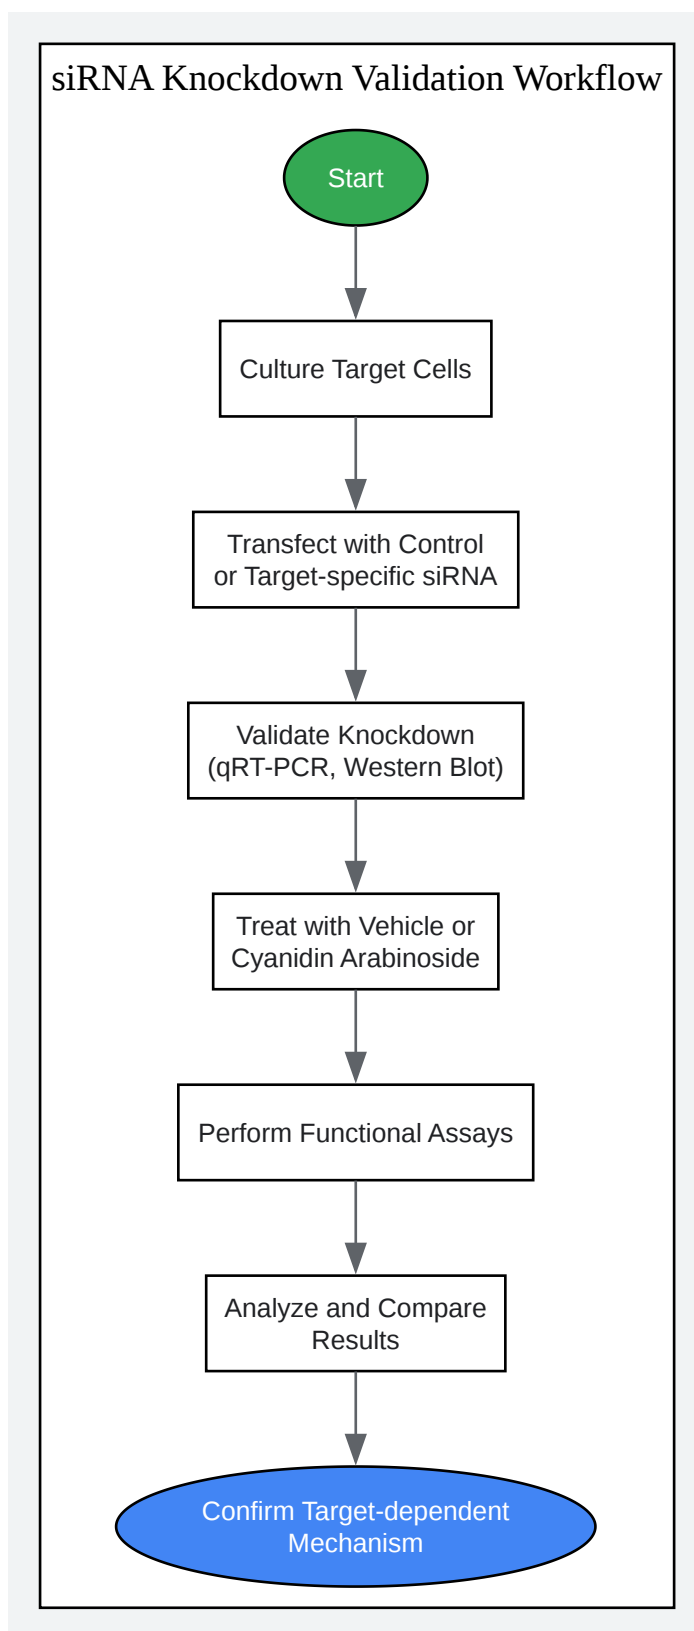 siRNA Knockdown Validation Workflow
Start
Culture Target Cells
Transfect with Control
or Target-specific siRNA
Validate Knockdown
(qRT-PCR, Western Blot)
Treat with Vehicle or
Cyanidin Arabinoside
Perform Functional Assays
Analyze and Compare
Results
Confirm Target-dependent
Mechanism